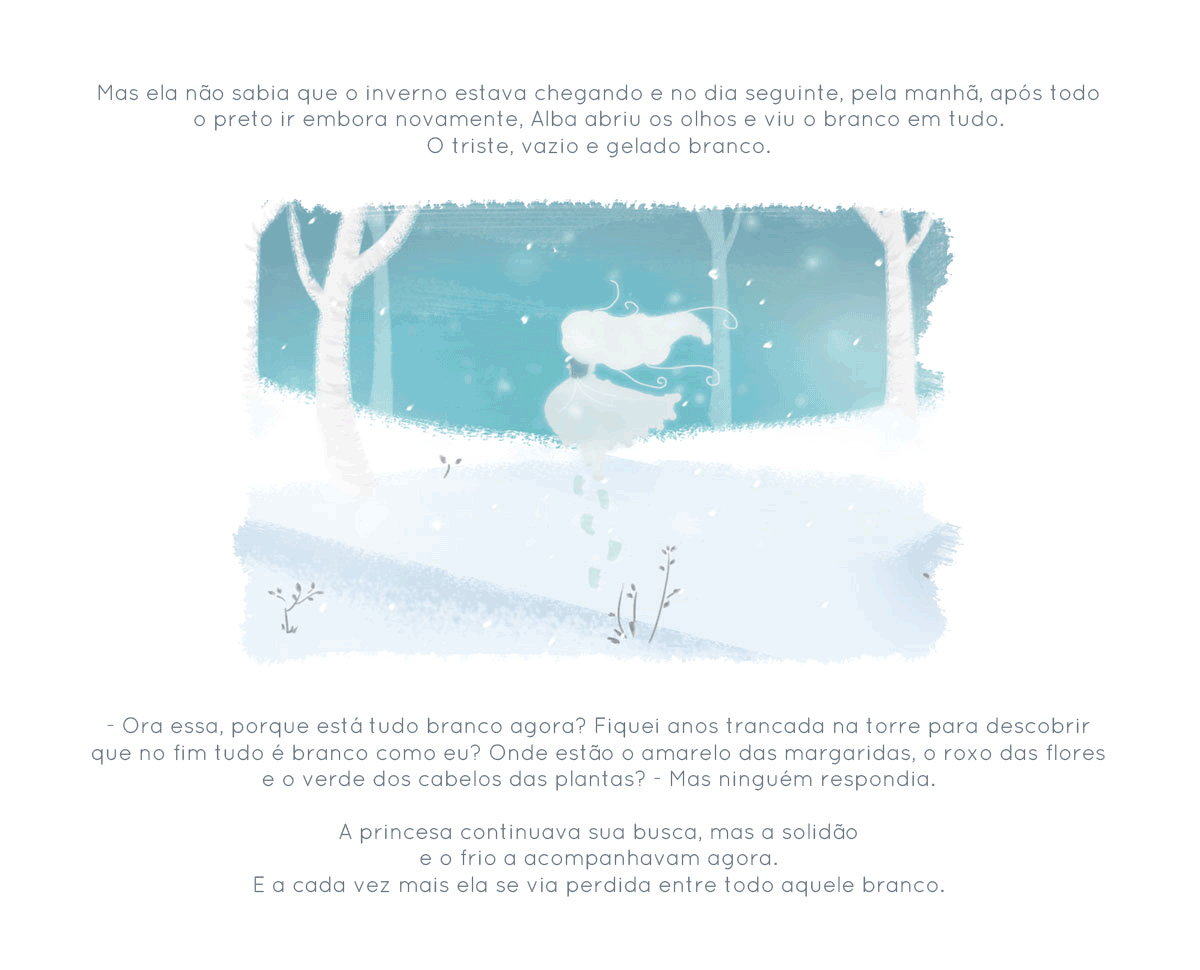 Mas ela não sabia que o inverno estava chegando e no dia seguinte, pela manhã, após todo
o preto ir embora novamente, Alba abriu os olhos e viu o branco em tudo.
O triste, vazio e gelado branco.
- Ora essa, porque está tudo branco agora? Fiquei anos trancada na torre para descobrir
que no fim tudo é branco como eu? Onde estão o amarelo das margaridas, o roxo das flores
e o verde dos cabelos das plantas? - Mas ninguém respondia.
A princesa continuava sua busca, mas a solidão
e o frio a acompanhavam agora.
E a cada vez mais ela se via perdida entre todo aquele branco.